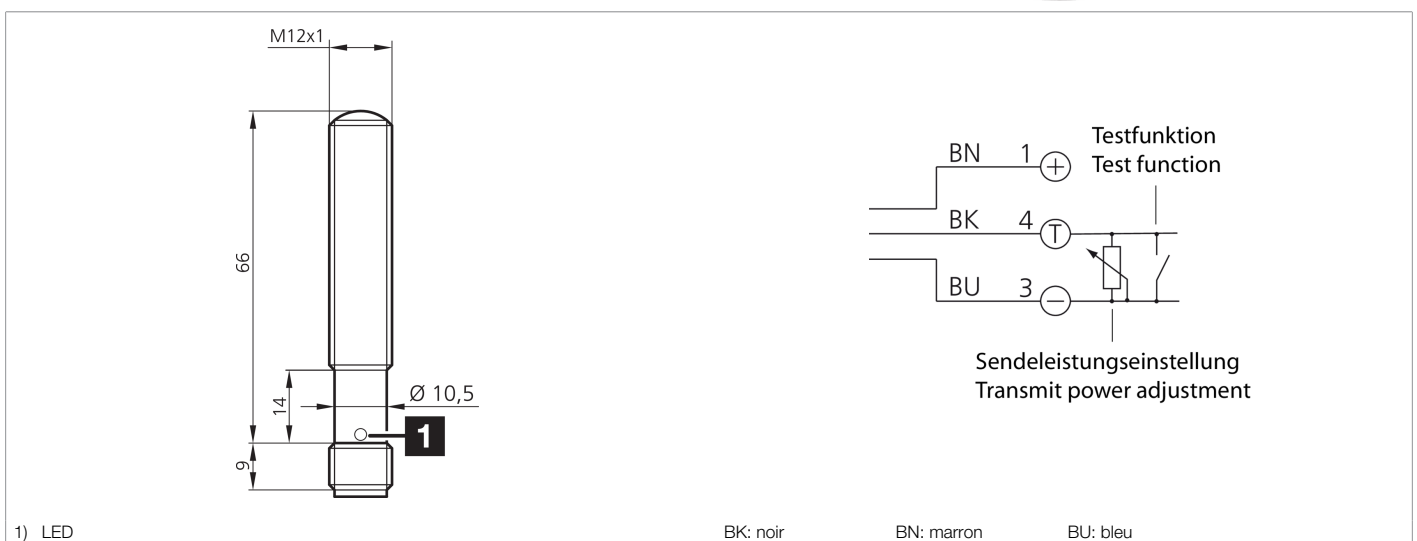 M12x1
66
14
Ø 10,5
1
9
Testfunktion
Test function
BN 1
+
BK 4
T
BU 3
−
Sendeleistungseinstellung
Transmit power adjustment
1) LED
BK: noir BN: marron BU: bleu